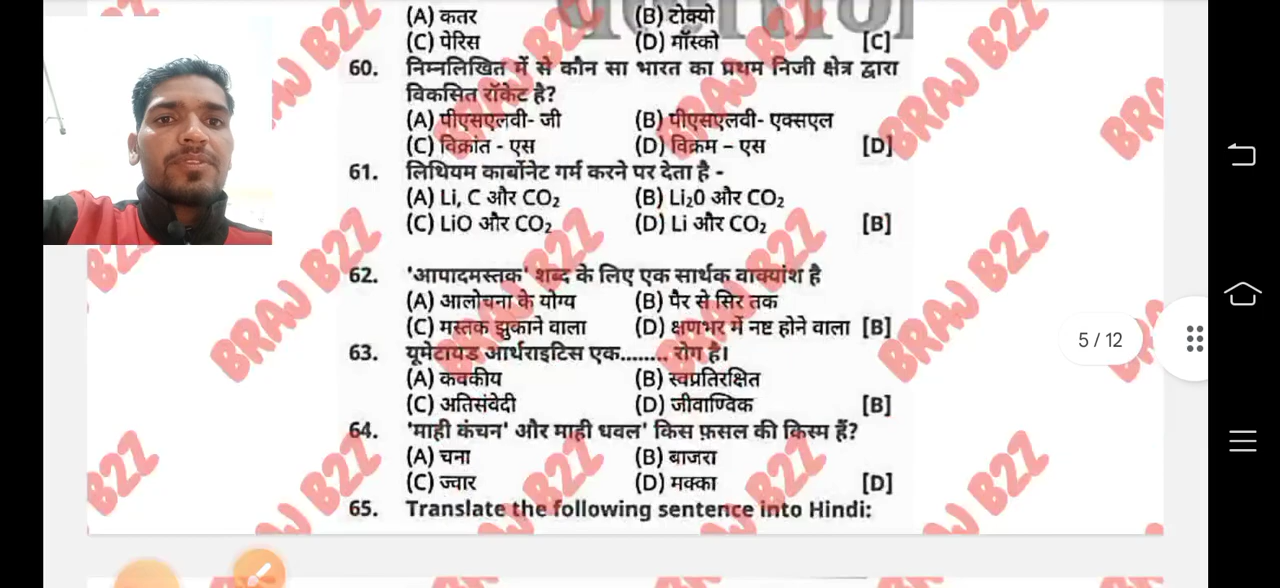 (A) कतर (B) टोक्यो
(C) पेरिस (D) मॉस्को [C]
60. निम्नलिखित में से कौन सा भारत का प्रथम निजी क्षेत्र द्वारा
विकसित रॉकेट है?
(A) पीएसएलवी- जी (B) पीएसएलवी- एक्सएल
(C) विक्रांत - एस (D) विक्रम – एस [D]
61. लिथियम कार्बोनेट गर्म करने पर देता है -
(A) Li, C और CO₂ (B) Li₂0 और CO₂
(C) LiO और CO₂ (D) Li और CO₂ [B]
62. 'आपादमस्तक' शब्द के लिए एक सार्थक वाक्यांश है
(A) आलोचना के योग्य (B) पैर से सिर तक
(C) मस्तक झुकाने वाला (D) क्षणभर में नष्ट होने वाला [B]
63. यूमेटायड आर्थराइटिस एक........ रोग है।
(A) कवकीय (B) स्वप्रतिरक्षित
(C) अतिसंवेदी (D) जीवाण्विक [B]
64. 'माही कंचन' और माही धवल' किस फ़सल की किस्म हैं?
(A) चना (B) बाजरा
(C) ज्वार (D) मक्का [D]
65. Translate the following sentence into Hindi:
5 / 12
BRAJ B2Z